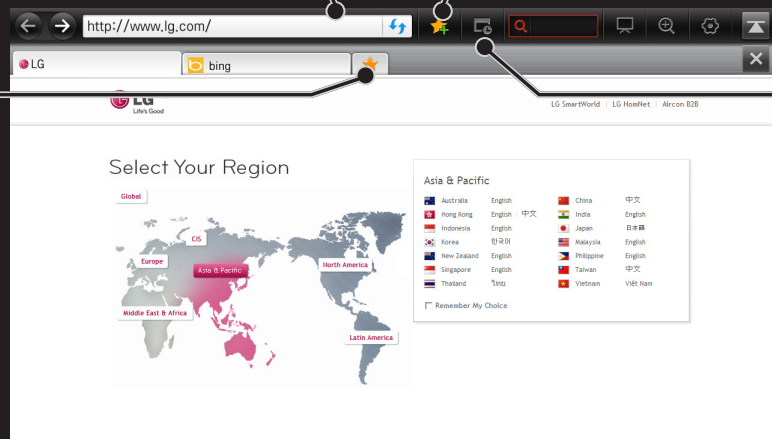 http://www.lg.com/
LG
bing
LG
Life's Good
LG SmartWorld | LG HomNet | Aircon B2B
Select Your Region
Global
CIS
Europe
Asia & Pacific
North America
Middle East & Africa
Latin America
Asia & Pacific
Australia English China 中文
Hong Kong English | 中文 India English
Indonesia English Japan 日本語
Korea 한국어 Malaysia English
New Zealand English Philippine English
Singapore English Taiwan 中文
Thailand ไทย Vietnam Việt Nam
Remember My Choice